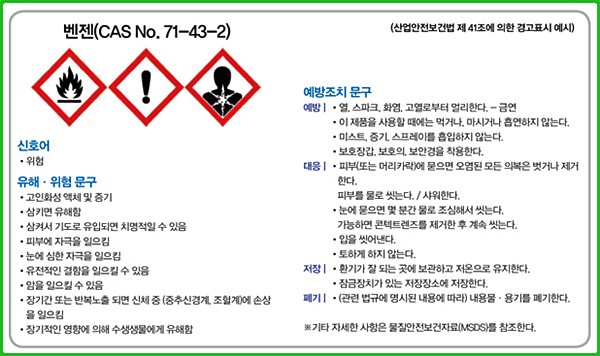 벤젠(CAS No. 71-43-2)
(산업안전보건법 제 41조에 의한 경고표시 예시)
신호어
• 위험
유해 · 위험 문구
• 고인화성 액체 및 증기
• 삼키면 유해함
• 삼켜서 기도로 유입되면 치명적일 수 있음
• 피부에 자극을 일으킴
• 눈에 심한 자극을 일으킴
• 유전적인 결함을 일으킬 수 있음
• 암을 일으킬 수 있음
• 장기간 또는 반복노출 되면 신체 중 (중추신경계, 조혈계)에 손상
을 일으킴
• 장기적인 영향에 의해 수생생물에게 유해함
예방조치 문구
예방 | • 열, 스파크, 화염, 고열로부터 멀리한다. - 금연
• 이 제품을 사용할 때에는 먹거나, 마시거나 흡연하지 않는다.
• 미스트, 증기, 스프레이를 흡입하지 않는다.
• 보호장갑, 보호의, 보안경을 착용한다.
대응 | • 피부(또는 머리카락)에 묻으면 오염된 모든 의복은 벗거나 제거
한다.
피부를 물로 씻는다. / 샤워한다.
• 눈에 묻으면 몇 분간 물로 조심해서 씻는다.
가능하면 콘텍트렌즈를 제거한 후 계속 씻는다.
• 입을 씻어낸다.
• 토하게 하지 않는다.
저장 | • 환기가 잘 되는 곳에 보관하고 저온으로 유지한다.
• 잠금장치가 있는 저장장소에 저장한다.
폐기 | • (관련 법규에 명시된 내용에 따라) 내용물 · 용기를 폐기한다.
※기타 자세한 사항은 물질안전보건자료(MSDS)를 참조한다.